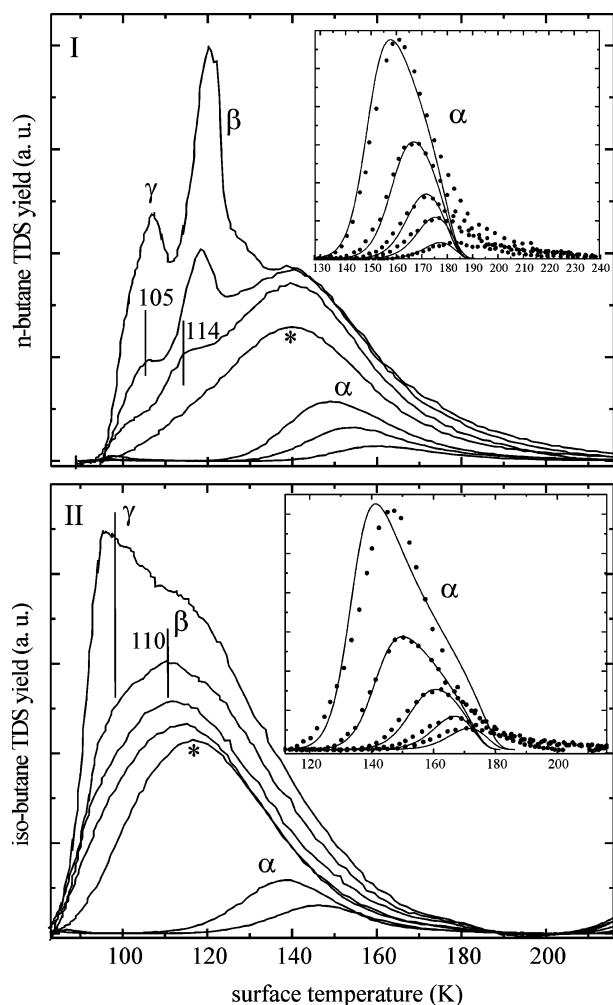 I
n-butane TDS yield (a. u.)
γ
β
105
114
*
α
α
130 140 150 160 170 180 190 200 210 220 230 240
II
iso-butane TDS yield (a. u.)
γ
110
β
*
α
α
120 140 160 180 200
100 120 140 160 180 200
surface temperature (K)